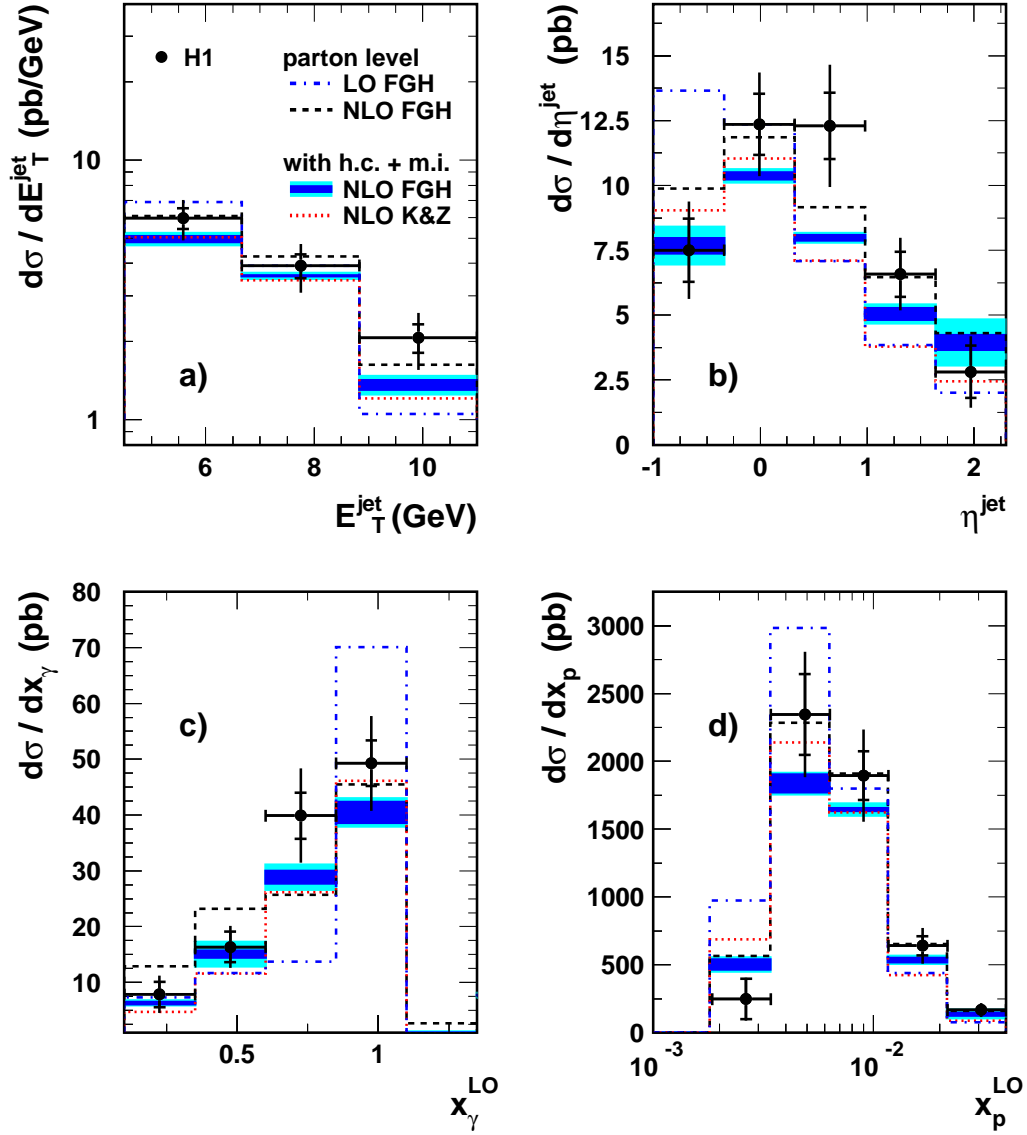 dσ / dE_T^jet (pb/GeV)
10
1
H1
parton level
LO FGH
NLO FGH
with h.c. + m.i.
NLO FGH
NLO K&Z
a)
6 8 10
E_T^jet (GeV)
dσ / dη^jet (pb)
15
12.5
10
7.5
5
2.5
0
b)
-1 0 1 2
η^jet
dσ / dx_γ (pb)
80
70
60
50
40
30
20
10
c)
0.5 1
x_γ^LO
dσ / dx_p (pb)
3000
2500
2000
1500
1000
500
0
d)
10^-3 10^-2
x_p^LO